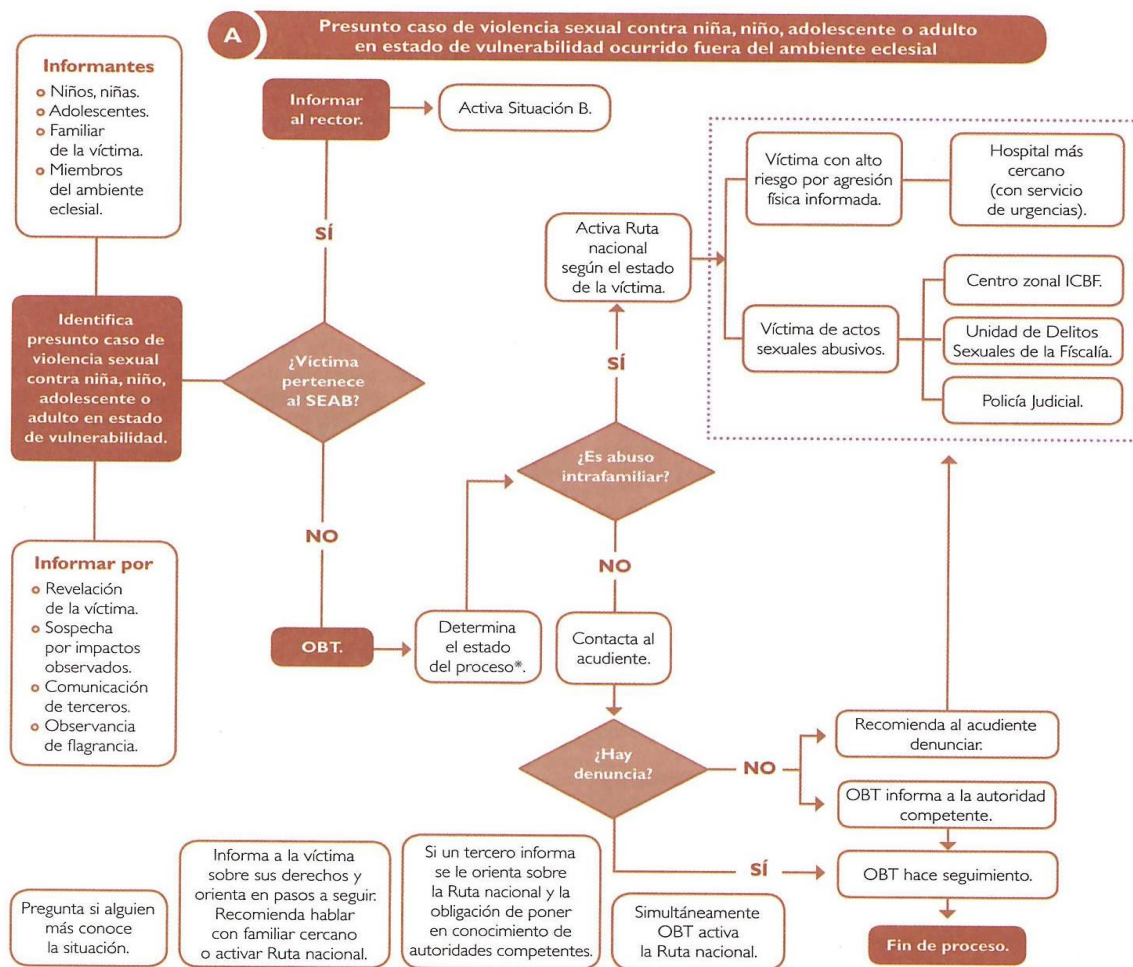 A
Presunto caso de violencia sexual contra niña, niño, adolescente o adulto
en estado de vulnerabilidad ocurrido fuera del ambiente eclesial
Informantes
Niños, niñas.
Adolescentes.
Familiar
de la víctima.
Miembros
del ambiente
eclesial.
Informar
al rector.
Activa Situación B.
SÍ
Identifica
presunto caso de
violencia sexual
contra niña, niño,
adolescente o
adulto en estado
de vulnerabilidad.
¿Víctima
pertenece
al SEAB?
NO
Informar por
Revelación
de la víctima.
Sospecha
por impactos
observados.
Comunicación
de terceros.
Observancia
de flagrancia.
OBT.
Determina
el estado
del proceso*.
¿Es abuso
intrafamiliar?
SÍ
Activa Ruta
nacional
según el estado
de la víctima.
Víctima con alto
riesgo por agresión
física informada.
Hospital más
cercano
(con servicio
de urgencias).
Víctima de actos
sexuales abusivos.
Centro zonal ICBF.
Unidad de Delitos
Sexuales de la Físcalía.
Policía Judicial.
NO
Contacta al
acudiente.
¿Hay
denuncia?
NO
Recomienda al acudiente
denunciar.
OBT informa a la autoridad
competente.
SÍ
OBT hace seguimiento.
Fin de proceso.
Pregunta si alguien
más conoce
la situación.
Informa a la víctima
sobre sus derechos y
orienta en pasos a seguir.
Recomienda hablar
con familiar cercano
o activar Ruta nacional.
Si un tercero informa
se le orienta sobre
la Ruta nacional y la
obligación de poner
en conocimiento de
autoridades competentes.
Simultáneamente
OBT activa
la Ruta nacional.